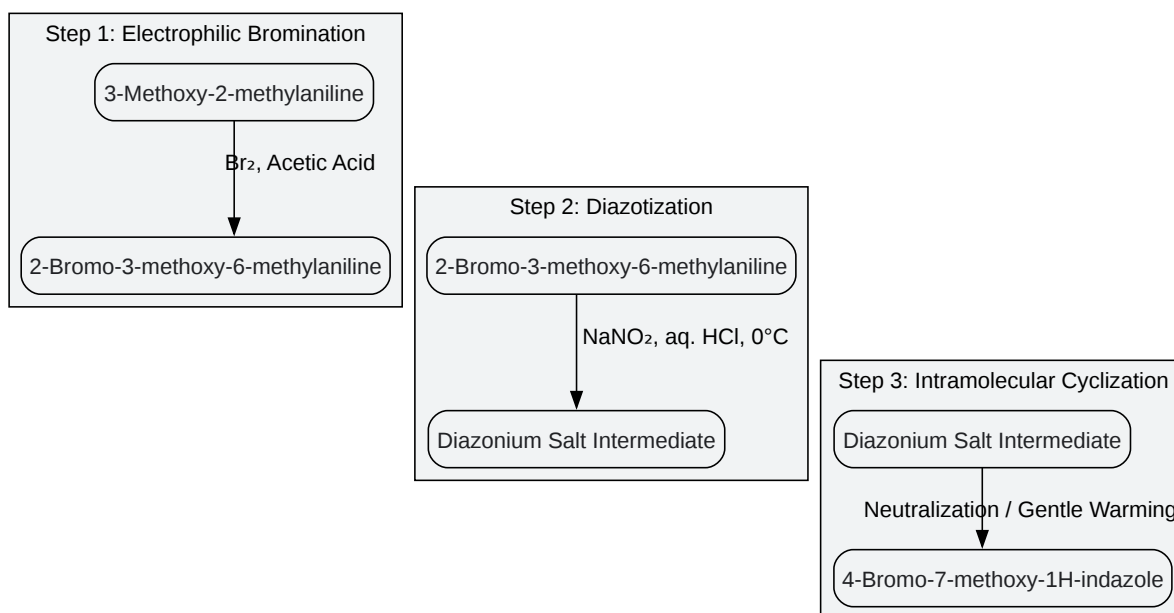 Step 1: Electrophilic Bromination
3-Methoxy-2-methylaniline
Br₂, Acetic Acid
2-Bromo-3-methoxy-6-methylaniline
Step 2: Diazotization
2-Bromo-3-methoxy-6-methylaniline
NaNO₂, aq. HCl, 0°C
Diazonium Salt Intermediate
Step 3: Intramolecular Cyclization
Diazonium Salt Intermediate
Neutralization / Gentle Warming
4-Bromo-7-methoxy-1H-indazole